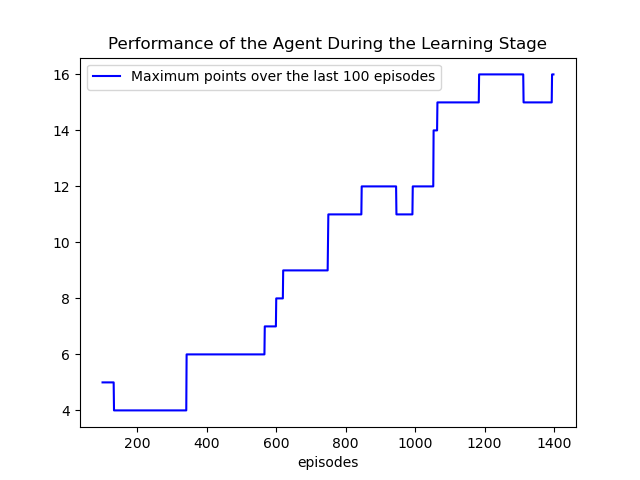 Performance of the Agent During the Learning Stage
Maximum points over the last 100 episodes
16
14
12
10
8
6
4
200 400 600 800 1000 1200 1400
episodes